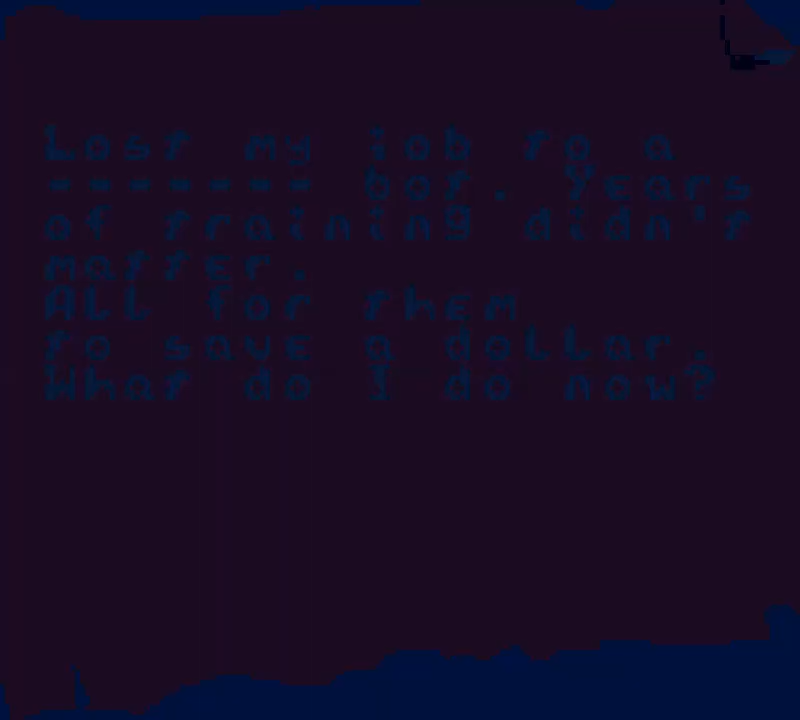 Lost my job to a
------- bot. Years
of training didn't
matter.
All for them
to save a dollar.
What do I do now?